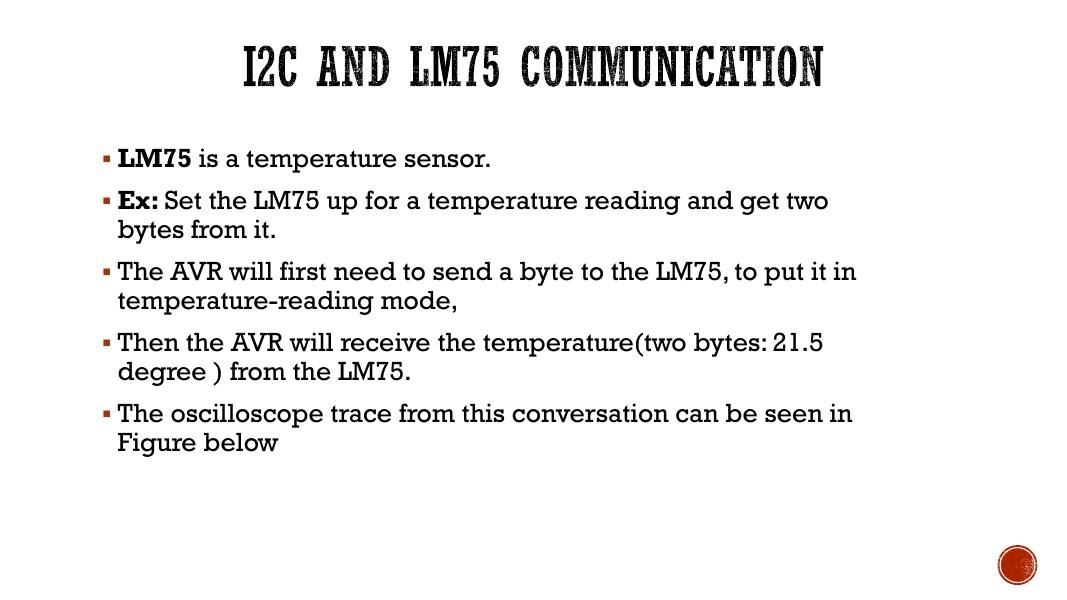 I2C AND LM75 COMMUNICATION
▪ LM75 is a temperature sensor.
▪ Ex: Set the LM75 up for a temperature reading and get two
bytes from it.
▪ The AVR will first need to send a byte to the LM75, to put it in
temperature-reading mode,
▪ Then the AVR will receive the temperature(two bytes: 21.5
degree ) from the LM75.
▪ The oscilloscope trace from this conversation can be seen in
Figure below